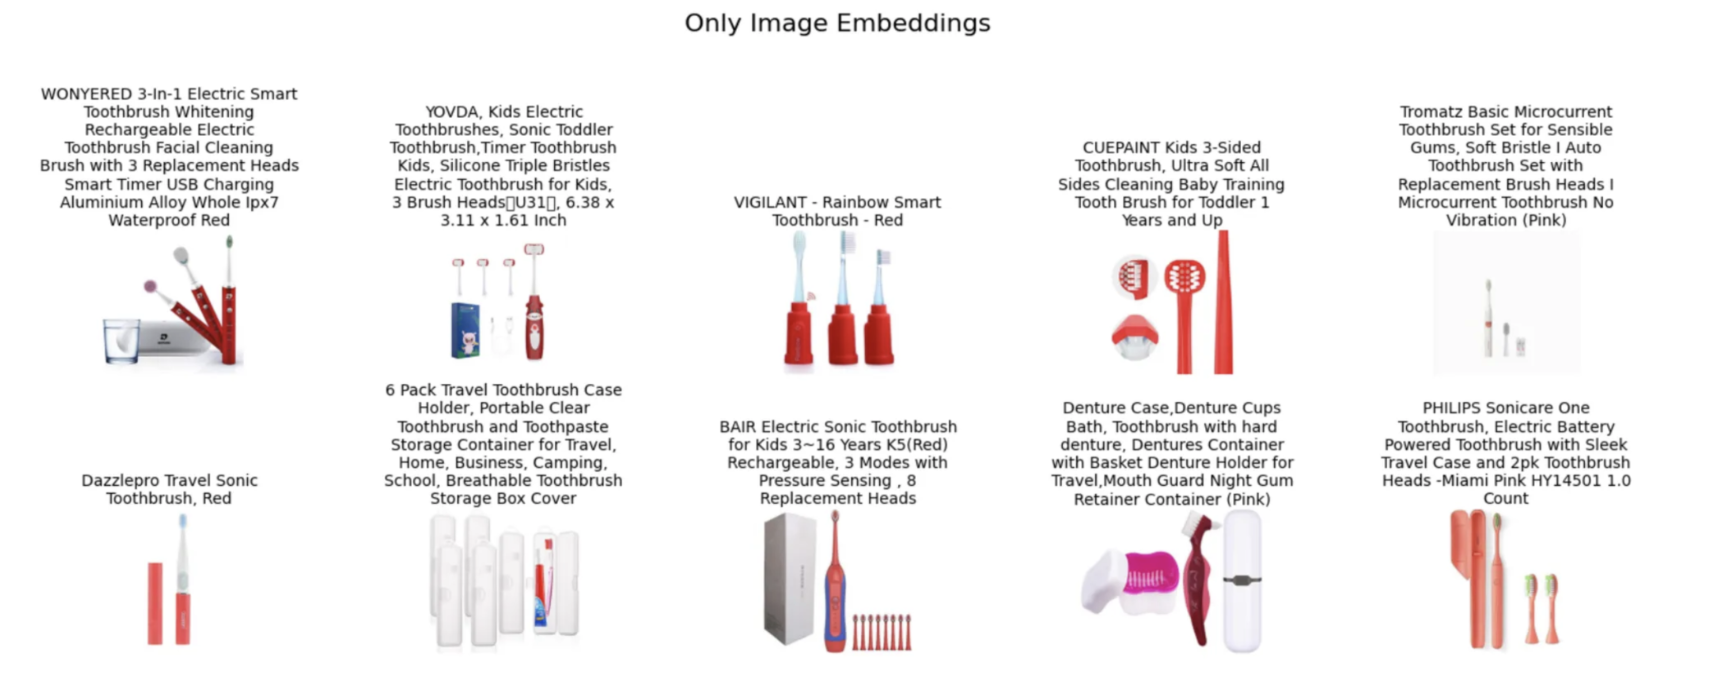 Only Image Embeddings
WONYERED 3-In-1 Electric Smart
Toothbrush Whitening
Rechargeable Electric
Toothbrush Facial Cleaning
Brush with 3 Replacement Heads
Smart Timer USB Charging
Aluminium Alloy Whole Ipx7
Waterproof Red
YOVDA, Kids Electric
Toothbrushes, Sonic Toddler
Toothbrush,Timer Toothbrush
Kids, Silicone Triple Bristles
Electric Toothbrush for Kids,
3 Brush Heads▯U31▯, 6.38 x
3.11 x 1.61 Inch
VIGILANT - Rainbow Smart
Toothbrush - Red
CUEPAINT Kids 3-Sided
Toothbrush, Ultra Soft All
Sides Cleaning Baby Training
Tooth Brush for Toddler 1
Years and Up
Tromatz Basic Microcurrent
Toothbrush Set for Sensible
Gums, Soft Bristle I Auto
Toothbrush Set with
Replacement Brush Heads I
Microcurrent Toothbrush No
Vibration (Pink)
Dazzlepro Travel Sonic
Toothbrush, Red
6 Pack Travel Toothbrush Case
Holder, Portable Clear
Toothbrush and Toothpaste
Storage Container for Travel,
Home, Business, Camping,
School, Breathable Toothbrush
Storage Box Cover
BAIR Electric Sonic Toothbrush
for Kids 3~16 Years K5(Red)
Rechargeable, 3 Modes with
Pressure Sensing , 8
Replacement Heads
Denture Case,Denture Cups
Bath, Toothbrush with hard
denture, Dentures Container
with Basket Denture Holder for
Travel,Mouth Guard Night Gum
Retainer Container (Pink)
PHILIPS Sonicare One
Toothbrush, Electric Battery
Powered Toothbrush with Sleek
Travel Case and 2pk Toothbrush
Heads -Miami Pink HY14501 1.0
Count